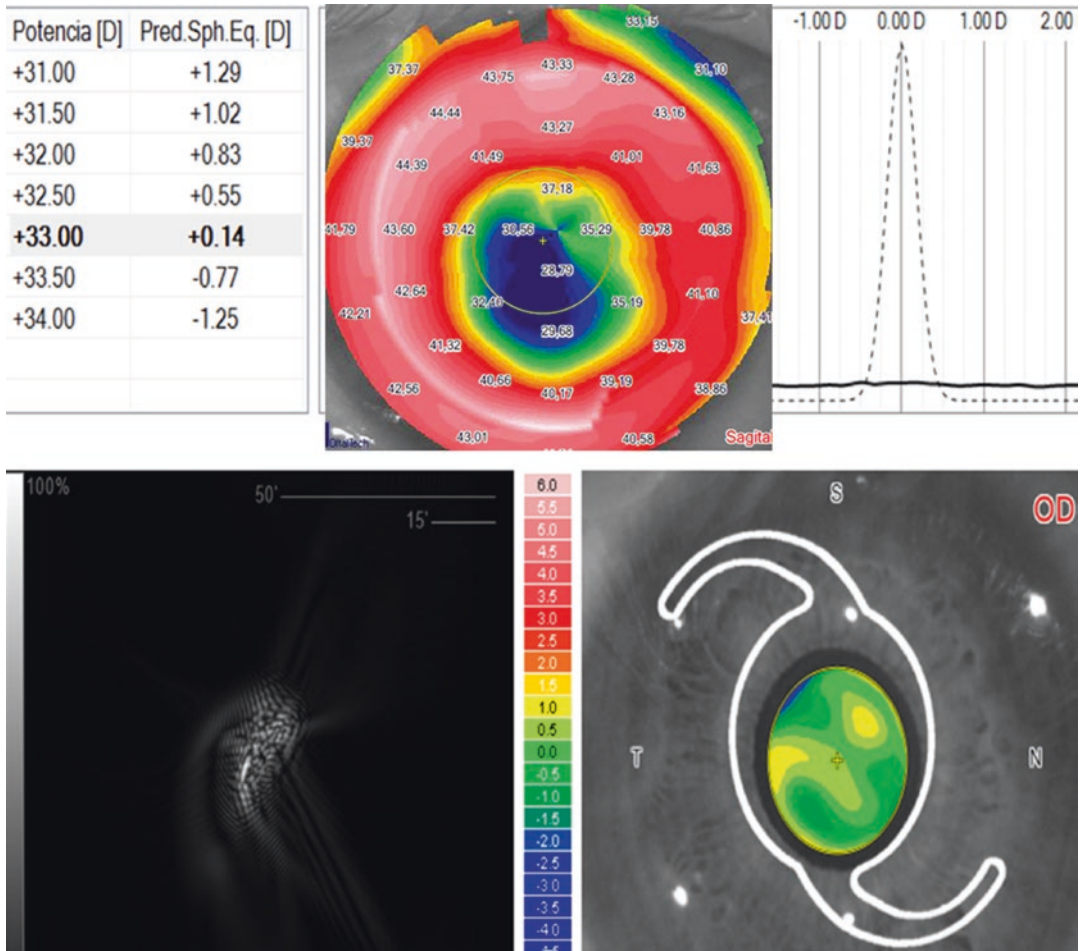 Potencia [D] Pred.Sph.Eq. [D]
+31.00 +1.29
+31.50 +1.02
+32.00 +0.83
+32.50 +0.55
+33.00 +0.14
+33.50 -0.77
+34.00 -1.25
33,15
37,37 43,75 43,33 43,28 31,10
44,44 43,27 43,16
39,37 44,39 41,49 41,01 41,63
37,18
41,79 43,60 37,42 30,56 35,29 39,78 40,86
28,79
42,64 32,40 35,19 41,10
42,21 29,68 37,41
41,32 39,78
40,66 40,17 39,19
42,56 38,86
43,01 40,58
Sagital
-1.00 D 0.00 D 1.00 D 2.00
100% 50'
15'
6.0
5.5
5.0
4.5
4.0
3.5
3.0
2.5
2.0
1.5
1.0
0.5
0.0
-0.5
-1.0
-1.5
-2.0
-2.5
-3.0
-3.5
-4.0
S
OD
T N